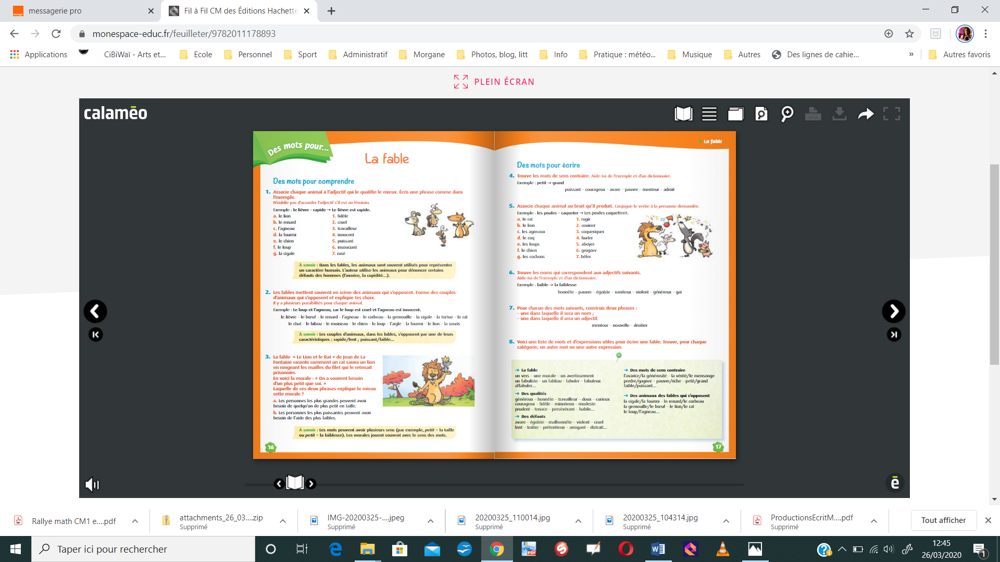 messagerie pro
Fil à Fil CM des Éditions Hachette
monespace-educ.fr/feuilleter/9782011178893
Applications
CiBiWaï - Arts et...
Ecole
Personnel
Sport
Administratif
Morgane
Photos, blog, litt
Info
Pratique : météo...
Musique
Autres
Des lignes de cahie...
»
Autres favoris
PLEIN ÉCRAN
calaméo
Des mots pour...
La fable
Des mots pour comprendre
1. Associe chaque animal à l'adjectif qui le qualifie le mieux. Écris une phrase comme dans
l'exemple.
N'oublie pas d'accorder l'adjectif s'il est au féminin.
Exemple : le lièvre – rapide → Le lièvre est rapide.
a. le lion 1. fidèle
b. le renard 2. cruel
c. l'agneau 3. travailleur
d. la fourmi 4. innocent
e. le chien 5. puissant
f. le loup 6. insouciant
g. la cigale 7. rusé
À savoir : Dans les fables, les animaux sont souvent utilisés pour représenter
un caractère humain. L'auteur utilise les animaux pour dénoncer certains
défauts des hommes (l'avarice, la cupidité...).
2. Les fables mettent souvent en scène des animaux qui s'opposent. Forme des couples
d'animaux qui s'opposent et explique tes choix.
Il y a plusieurs possibilités pour chaque animal.
Exemple : Le loup et l'agneau, car le loup est cruel et l'agneau est innocent.
le lièvre – le bœuf – le renard – l'agneau – le corbeau – la grenouille – la cigale – la tortue – le rat
le chat – le hibou – le moineau – le chien – le loup – l'aigle – la fourmi – le lion – la souris
À savoir : Les couples d'animaux, dans les fables, s'opposent par une de leurs
caractéristiques : rapide/lent ; puissant/faible...
3. La fable « Le Lion et le Rat » de Jean de La
Fontaine raconte comment un rat sauva un lion
en rongeant les mailles du filet qui le retenait
prisonnier.
En voici la morale : « On a souvent besoin
d'un plus petit que soi. »
Laquelle de ces deux phrases explique le mieux
cette morale ?
a. Les personnes les plus grandes peuvent avoir
besoin de quelqu'un de plus petit en taille.
b. Les personnes les plus puissantes peuvent avoir
besoin de l'aide des plus faibles.
À savoir : Les mots peuvent avoir plusieurs sens (par exemple, petit = la taille
ou petit = la faiblesse). Les morales jouent souvent avec le sens des mots.
16
La fable
Des mots pour écrire
4. Trouve les mots de sens contraire. Aide-toi de l'exemple et d'un dictionnaire.
Exemple : petit → grand
puissant – courageux – avare – pauvre – menteur – adroit
5. Associe chaque animal au bruit qu'il produit. Conjugue le verbe à la personne demandée.
Exemple : les poules – caqueter → Les poules caquettent.
a. le rat 1. rugir
b. le lion 2. couiner
c. les agneaux 3. coqueriquer
d. le coq 4. hurler
e. les loups 5. aboyer
f. le chien 6. grogner
g. les cochons 7. bêler
6. Trouve les noms qui correspondent aux adjectifs suivants.
Aide-toi de l'exemple et d'un dictionnaire.
Exemple : faible → la faiblesse
honnête – pauvre – égoïste – vaniteux – violent – généreux – gai
7. Pour chacun des mots suivants, construis deux phrases :
– une dans laquelle il sera un nom ;
– une dans laquelle il sera un adjectif.
menteur – nouvelle – droitier
8. Voici une liste de mots et d'expressions utiles pour écrire une fable. Trouve, pour chaque
catégorie, un autre mot ou une autre expression.
→ La fable
un vers – une morale – un avertissement
un fabuliste – un fabliau – fabuler – fabuleux
affabuler...
→ Des qualités
généreux – honnête – travailleur – doux – curieux
courageux – fidèle – minutieux – modeste
prudent – tenace – persévérant – habile...
→ Des défauts
avare – égoïste – malhonnête – violent – cruel
lent – traître – prétentieux – arrogant – distrait...
→ Des mots de sens contraire
l'avarice/la générosité – la vérité/le mensonge
perdre/gagner – pauvre/riche – petit/grand
faible/puissant...
→ Des animaux des fables qui s'opposent
la cigale/la fourmi – le renard/le corbeau
la grenouille/le bœuf – le lion/le rat
le loup/l'agneau...
17
ē
Rallye math CM1 e....pdf
attachments_26_03....zip
Supprimé
IMG-20200325-....jpeg
Supprimé
20200325_110014.jpg
Supprimé
20200325_104314.jpg
Supprimé
ProductionsEcritM....pdf
Supprimé
Tout afficher
Taper ici pour rechercher
12:45
26/03/2020
1